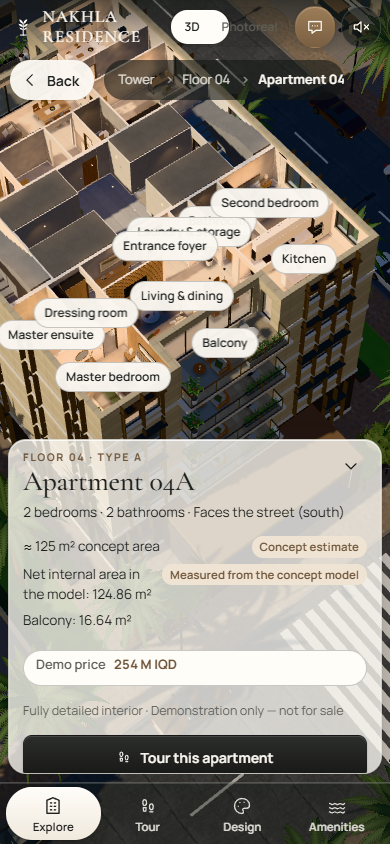 NAKHLA
RESIDENCE
3D
Photoreal
Back
Tower
Floor 04
Apartment 04
Second bedroom
Laundry & storage
Entrance foyer
Kitchen
Living & dining
Dressing room
Master ensuite
Balcony
Master bedroom
FLOOR 04 · TYPE A
Apartment 04A
2 bedrooms · 2 bathrooms · Faces the street (south)
≈ 125 m² concept area
Concept estimate
Net internal area in
the model: 124.86 m²
Measured from the concept model
Balcony: 16.64 m²
Demo price 254 M IQD
Fully detailed interior · Demonstration only — not for sale
Tour this apartment
Explore
Tour
Design
Amenities